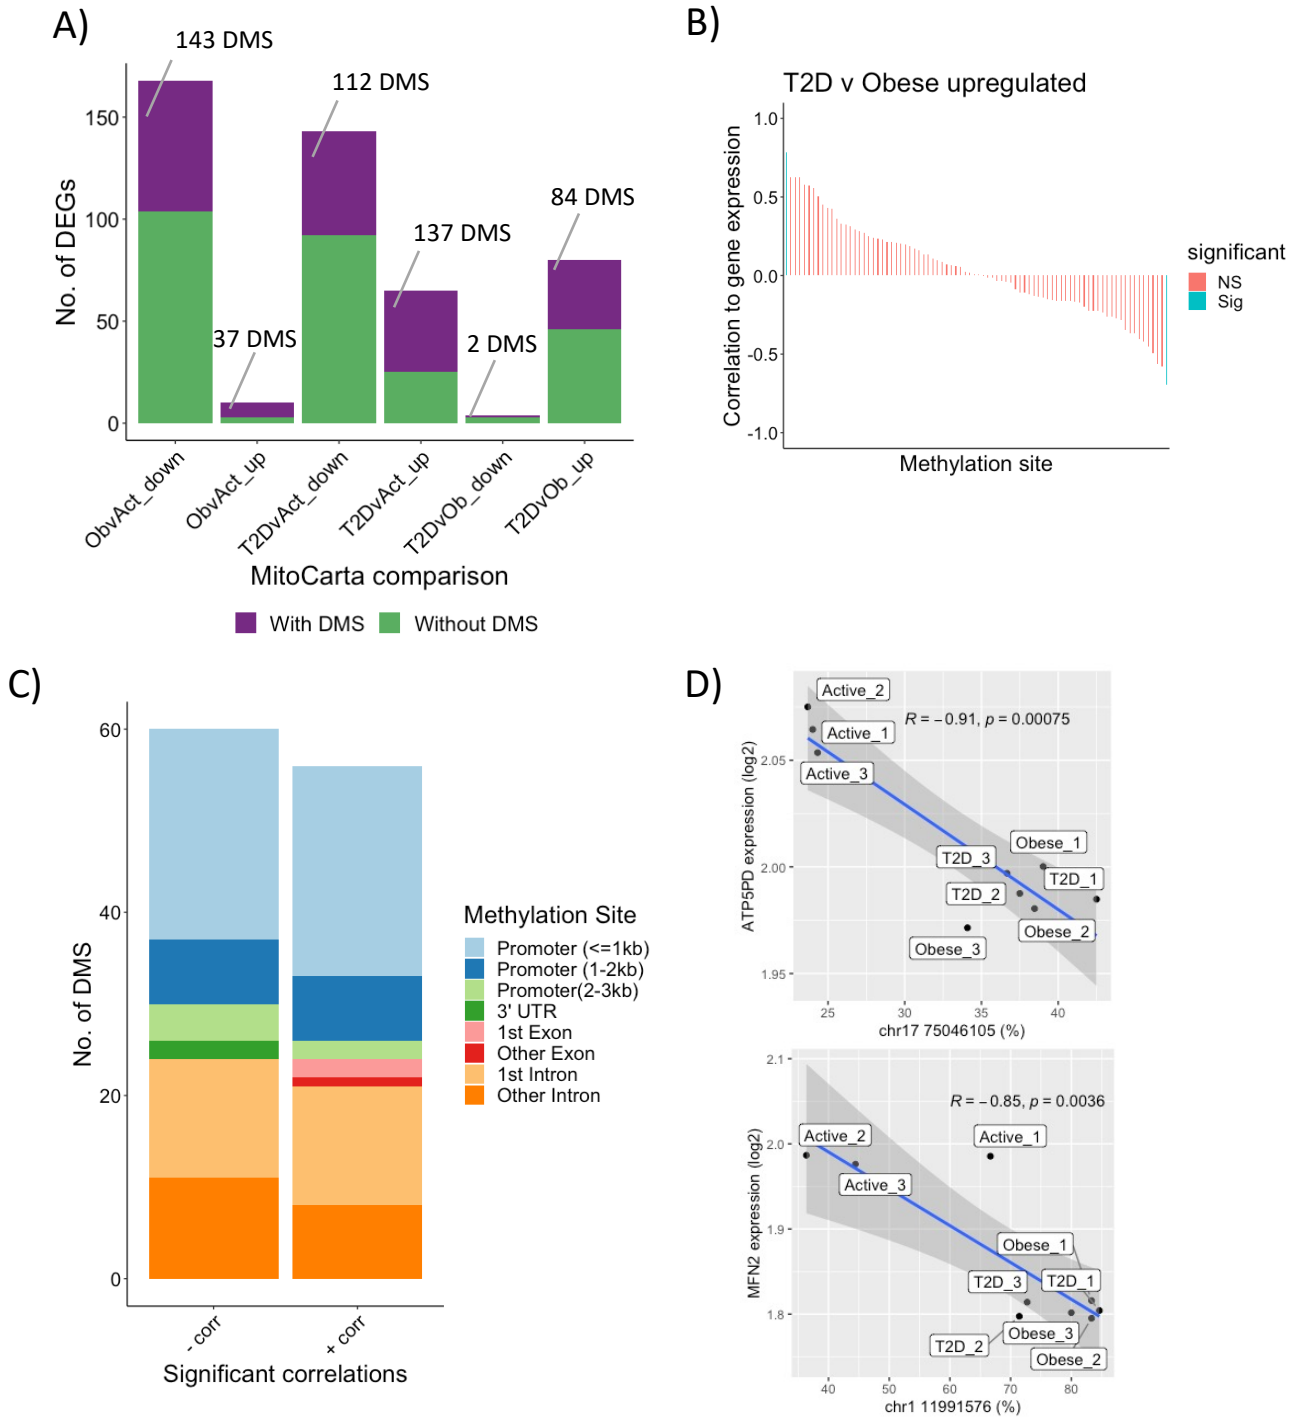 A)
143 DMS
112 DMS
84 DMS
137 DMS
37 DMS
2 DMS
No. of DEGs
150
100
50
0
ObvAct_down
ObvAct_up
T2DvAct_down
T2DvAct_up
T2DvOb_down
T2DvOb_up
MitoCarta comparison
With DMS
Without DMS
B)
T2D v Obese upregulated
Correlation to gene expression
1.0
0.5
0.0
-0.5
-1.0
Methylation site
significant
NS
Sig
C)
No. of DMS
60
40
20
0
- corr
+ corr
Significant correlations
Methylation Site
Promoter (<=1kb)
Promoter (1-2kb)
Promoter(2-3kb)
3' UTR
1st Exon
Other Exon
1st Intron
Other Intron
D)
ATP5PD expression (log2)
2.05
2.00
1.95
Active_2
R = −0.91, p = 0.00075
Active_1
Active_3
Obese_1
T2D_3
T2D_1
T2D_2
Obese_2
Obese_3
25 30 35 40
chr17 75046105 (%)
MFN2 expression (log2)
2.1
2.0
1.9
1.8
R = −0.85, p = 0.0036
Active_2
Active_1
Active_3
Obese_1
T2D_3
T2D_1
Obese_3
T2D_2
Obese_2
40 50 60 70 80
chr1 11991576 (%)